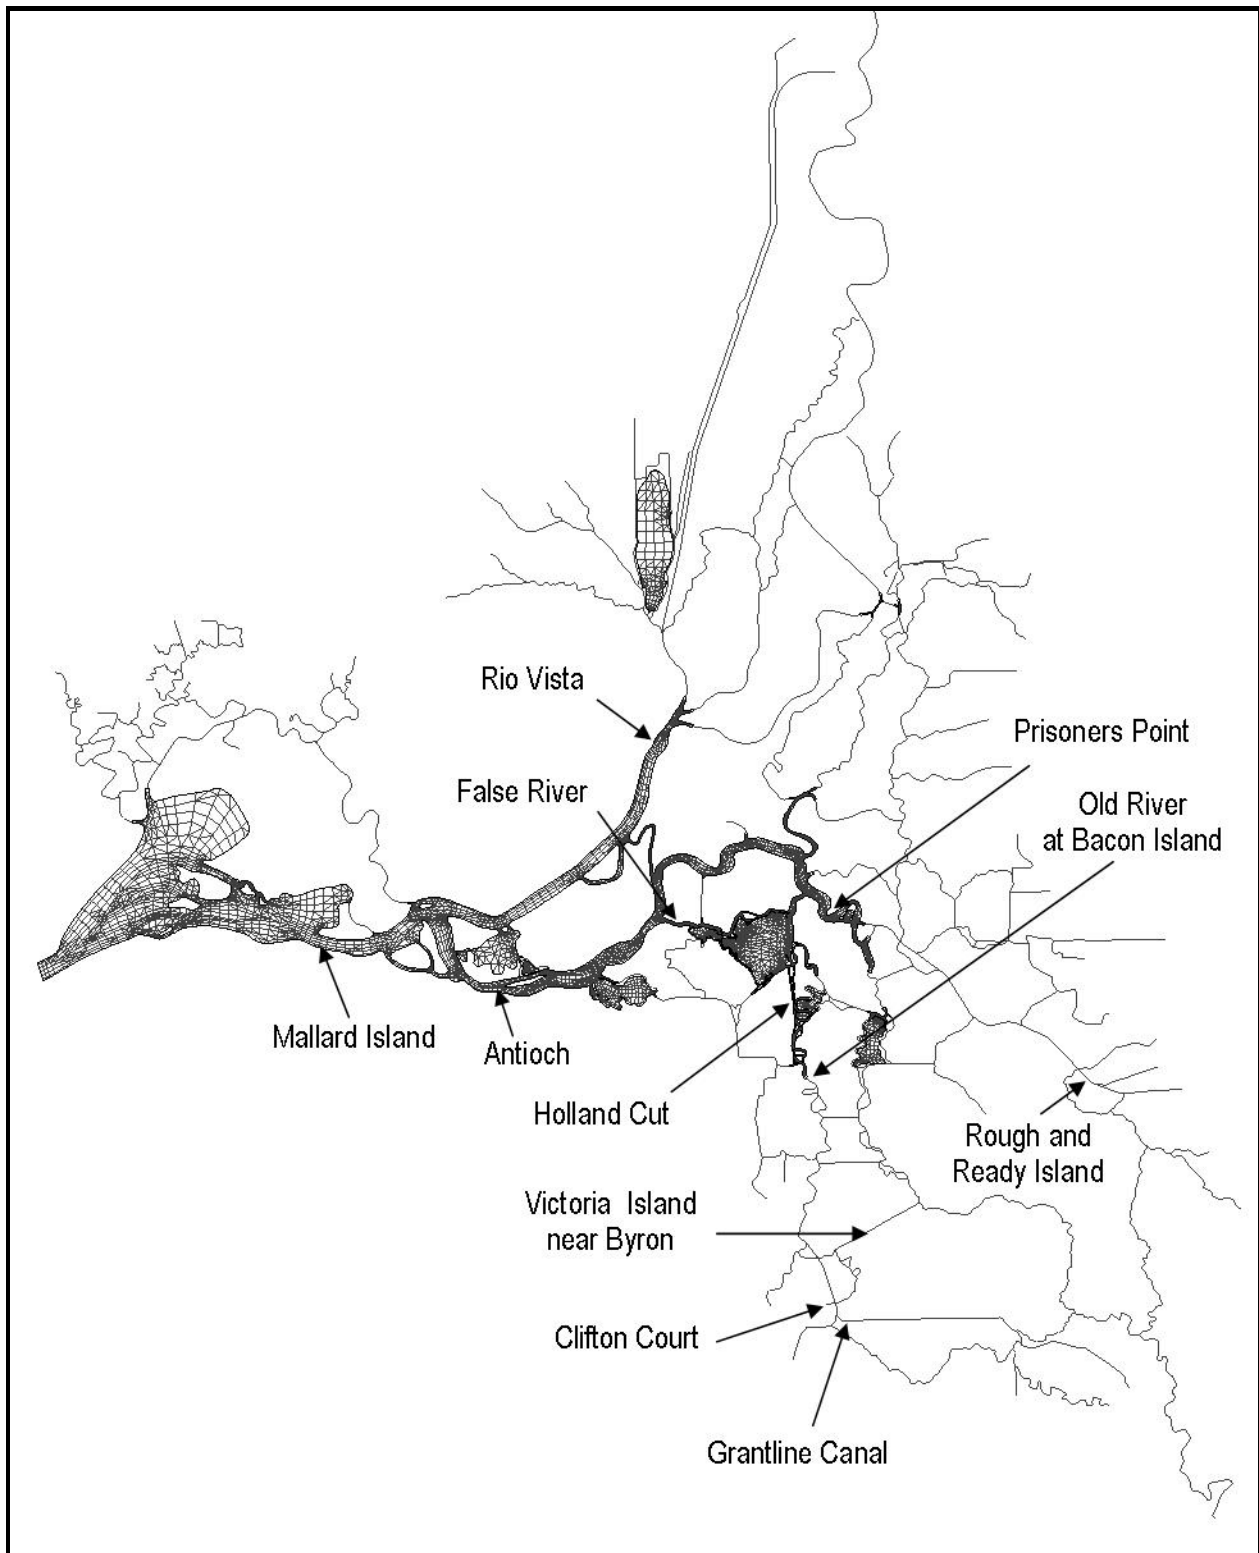 Rio Vista
Prisoners Point
False River
Old River
at Bacon Island
Mallard Island
Antioch
Holland Cut
Rough and
Ready Island
Victoria Island
near Byron
Clifton Court
Grantline Canal